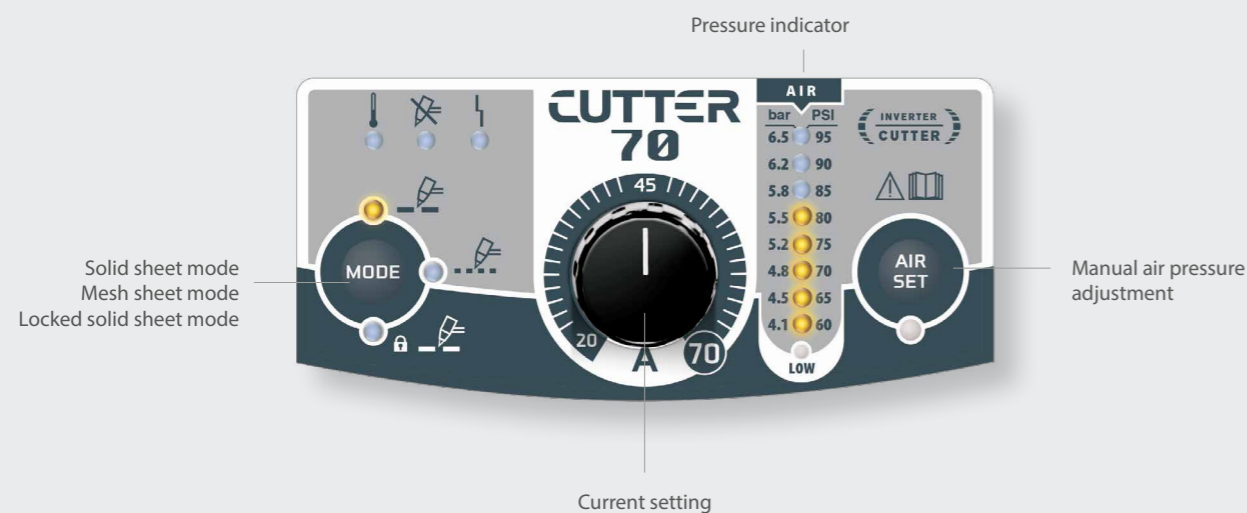 Pressure indicator
AIR
bar PSI
6.5 95
6.2 90
5.8 85
5.5 80
5.2 75
4.8 70
4.5 65
4.1 60
LOW
CUTTER
70
45
20
A
70
INVERTER
CUTTER
MODE
AIR
SET
Solid sheet mode
Mesh sheet mode
Locked solid sheet mode
Manual air pressure
adjustment
Current setting